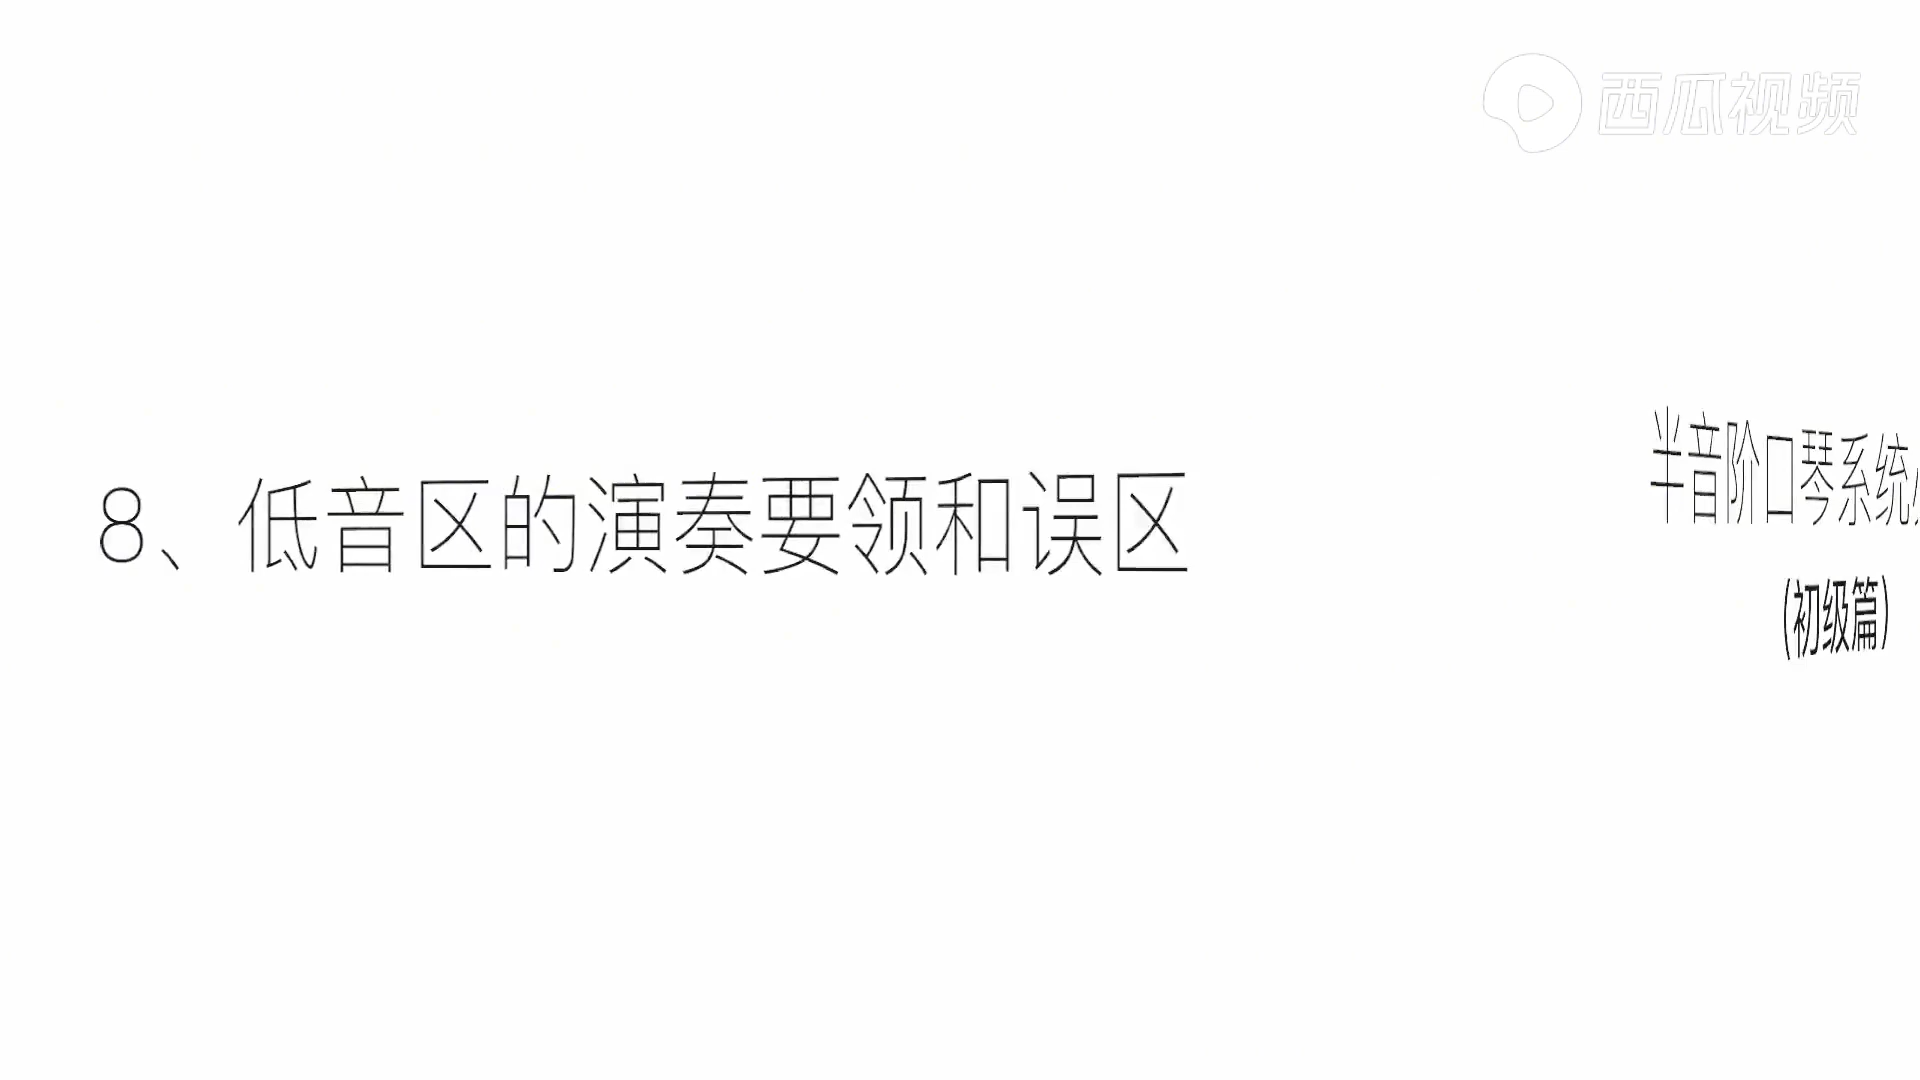 西瓜视频
8、低音区的演奏要领和误区
半音阶口琴系统
(初级篇)